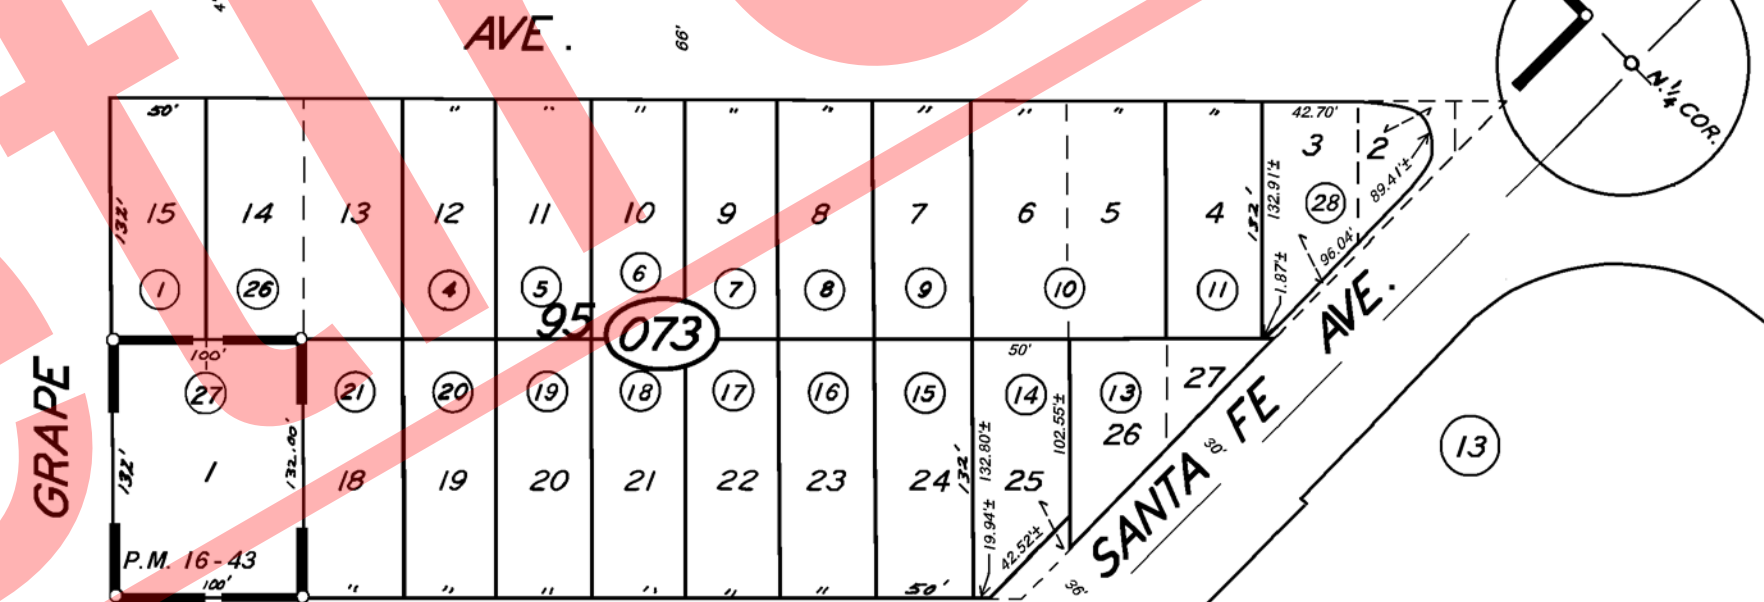 AVE.
66'
N. 1/4 COR.
50' " " " " " " " " 42.70'
15 14 13 12 11 10 9 8 7 6 5 4 3 2
132' 132' 132.91'± 89.41'±
1 26 4 5 6 7 8 9 10 11 28
1.87'± 96.04'
95 073
GRAPE
SANTA FE AVE.
100' 50'
27 21 20 19 18 17 16 15 14 13 27
26
132' 132.00' 132' 132.80'± 102.55'±
1 18 19 20 21 22 23 24 25
30'
13
P.M. 16-43
19.94'± 42.52'±
100' " " " " " " 50'
36'